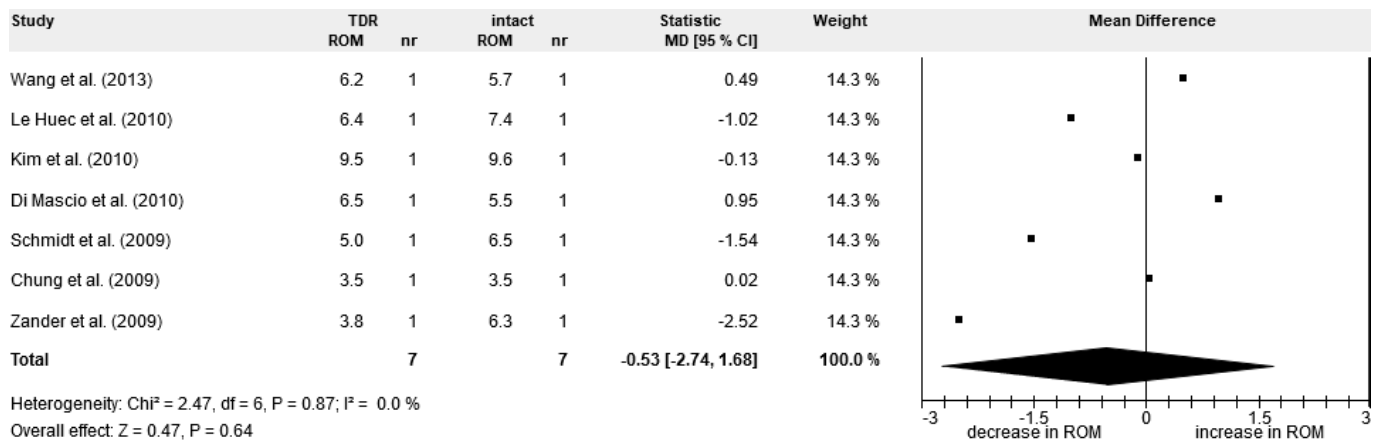 Study TDR intact Statistic Weight Mean Difference
ROM nr ROM nr MD [95 % CI]
Wang et al. (2013) 6.2 1 5.7 1 0.49 14.3 %
Le Huec et al. (2010) 6.4 1 7.4 1 -1.02 14.3 %
Kim et al. (2010) 9.5 1 9.6 1 -0.13 14.3 %
Di Mascio et al. (2010) 6.5 1 5.5 1 0.95 14.3 %
Schmidt et al. (2009) 5.0 1 6.5 1 -1.54 14.3 %
Chung et al. (2009) 3.5 1 3.5 1 0.02 14.3 %
Zander et al. (2009) 3.8 1 6.3 1 -2.52 14.3 %
Total 7 7 -0.53 [-2.74, 1.68] 100.0 %
Heterogeneity: Chi² = 2.47, df = 6, P = 0.87; I² = 0.0 %
Overall effect: Z = 0.47, P = 0.64
-3 -1.5 0 1.5 3
decrease in ROM increase in ROM